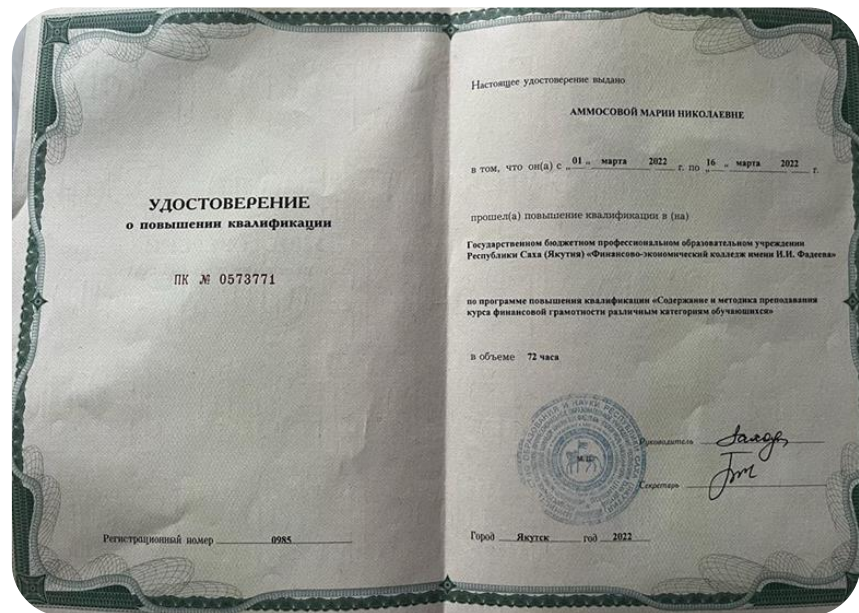 УДОСТОВЕРЕНИЕ
о повышении квалификации
ПК № 0573771
Регистрационный номер 0985
Настоящее удостоверение выдано
АММОСОВОЙ МАРИИ НИКОЛАЕВНЕ
в том, что он(а) с „01„ марта 2022 г. по „16„ марта 2022 г.
прошел(а) повышение квалификации в (на)
Государственном бюджетном профессиональном образовательном учреждении
Республики Саха (Якутия) «Финансово-экономический колледж имени И.И. Фадеева»
по программе повышения квалификации «Содержание и методика преподавания
курса финансовой грамотности различным категориям обучающихся»
в объеме 72 часа
М.П.
Руководитель
Секретарь
Город Якутск год 2022